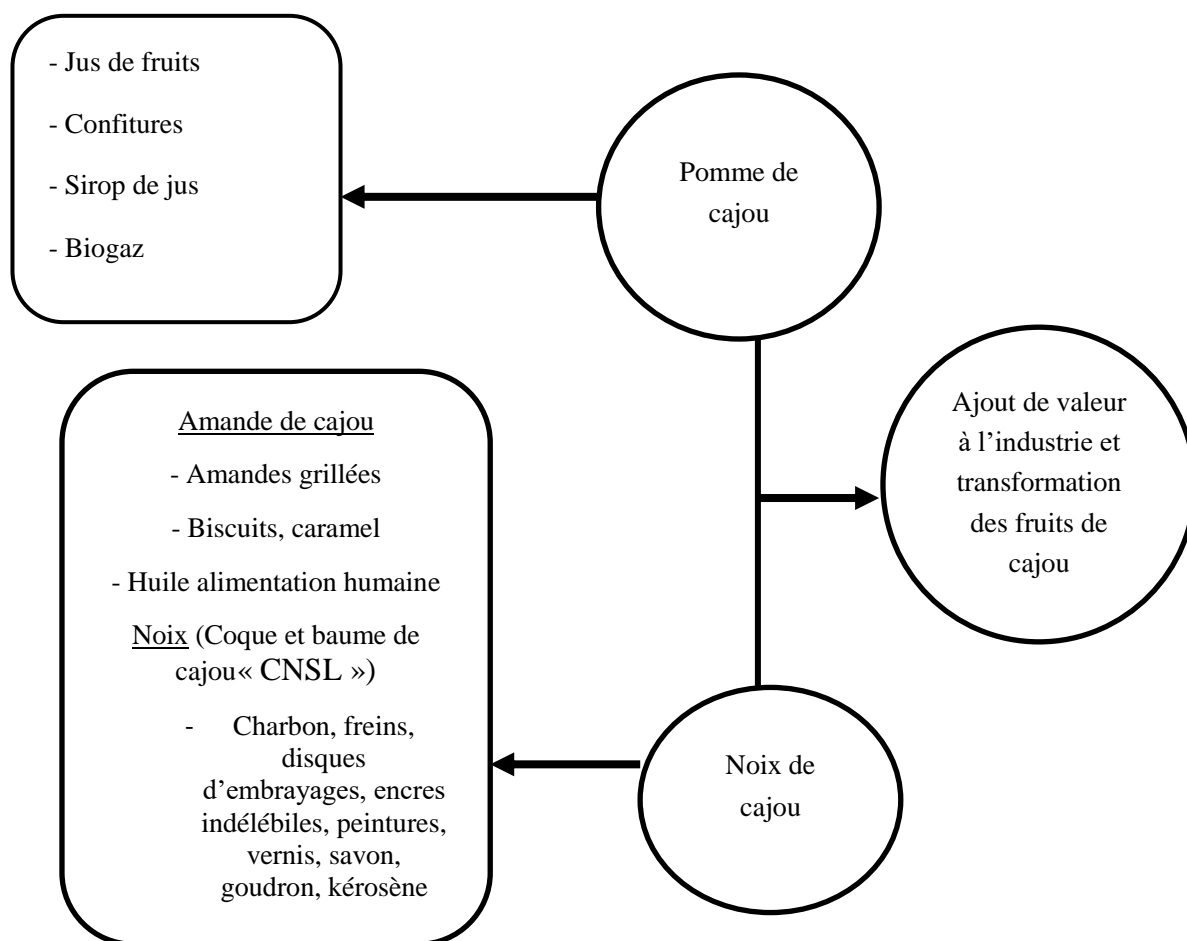 - Jus de fruits
- Confitures
- Sirop de jus
- Biogaz
Pomme de
cajou
Ajout de valeur
à l’industrie et
transformation
des fruits de
cajou
Amande de cajou
- Amandes grillées
- Biscuits, caramel
- Huile alimentation humaine
Noix (Coque et baume de
cajou« CNSL »)
- Charbon, freins,
disques
d’embrayages, encres
indélébiles, peintures,
vernis, savon,
goudron, kérosène
Noix de
cajou